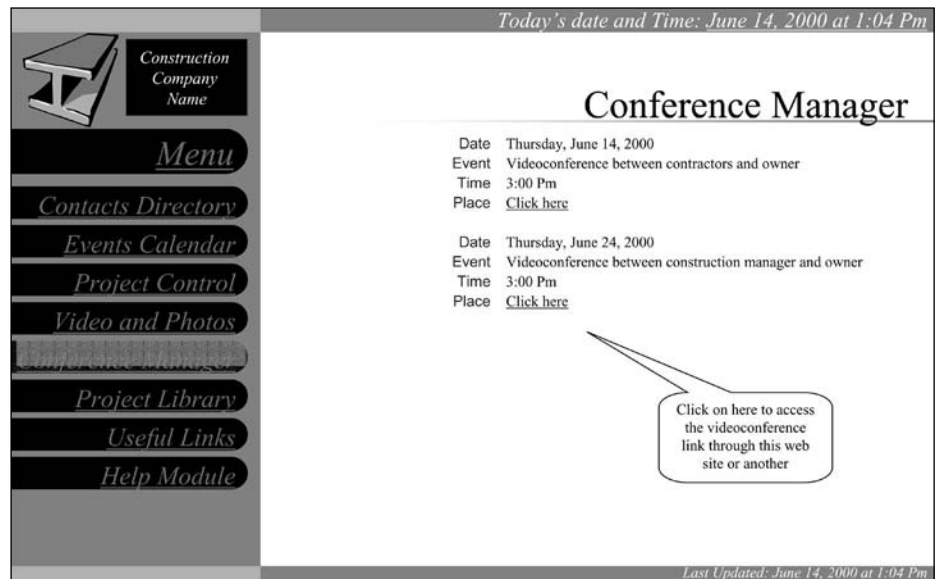 Today's date and Time: June 14, 2000 at 1:04 Pm
Construction
Company
Name
Menu
Contacts Directory
Events Calendar
Project Control
Video and Photos
Conference Manager
Project Library
Useful Links
Help Module
Conference Manager
Date Thursday, June 14, 2000
Event Videoconference between contractors and owner
Time 3:00 Pm
Place Click here
Date Thursday, June 24, 2000
Event Videoconference between construction manager and owner
Time 3:00 Pm
Place Click here
Click on here to access
the videoconference
link through this web
site or another
Last Updated: June 14, 2000 at 1:04 Pm